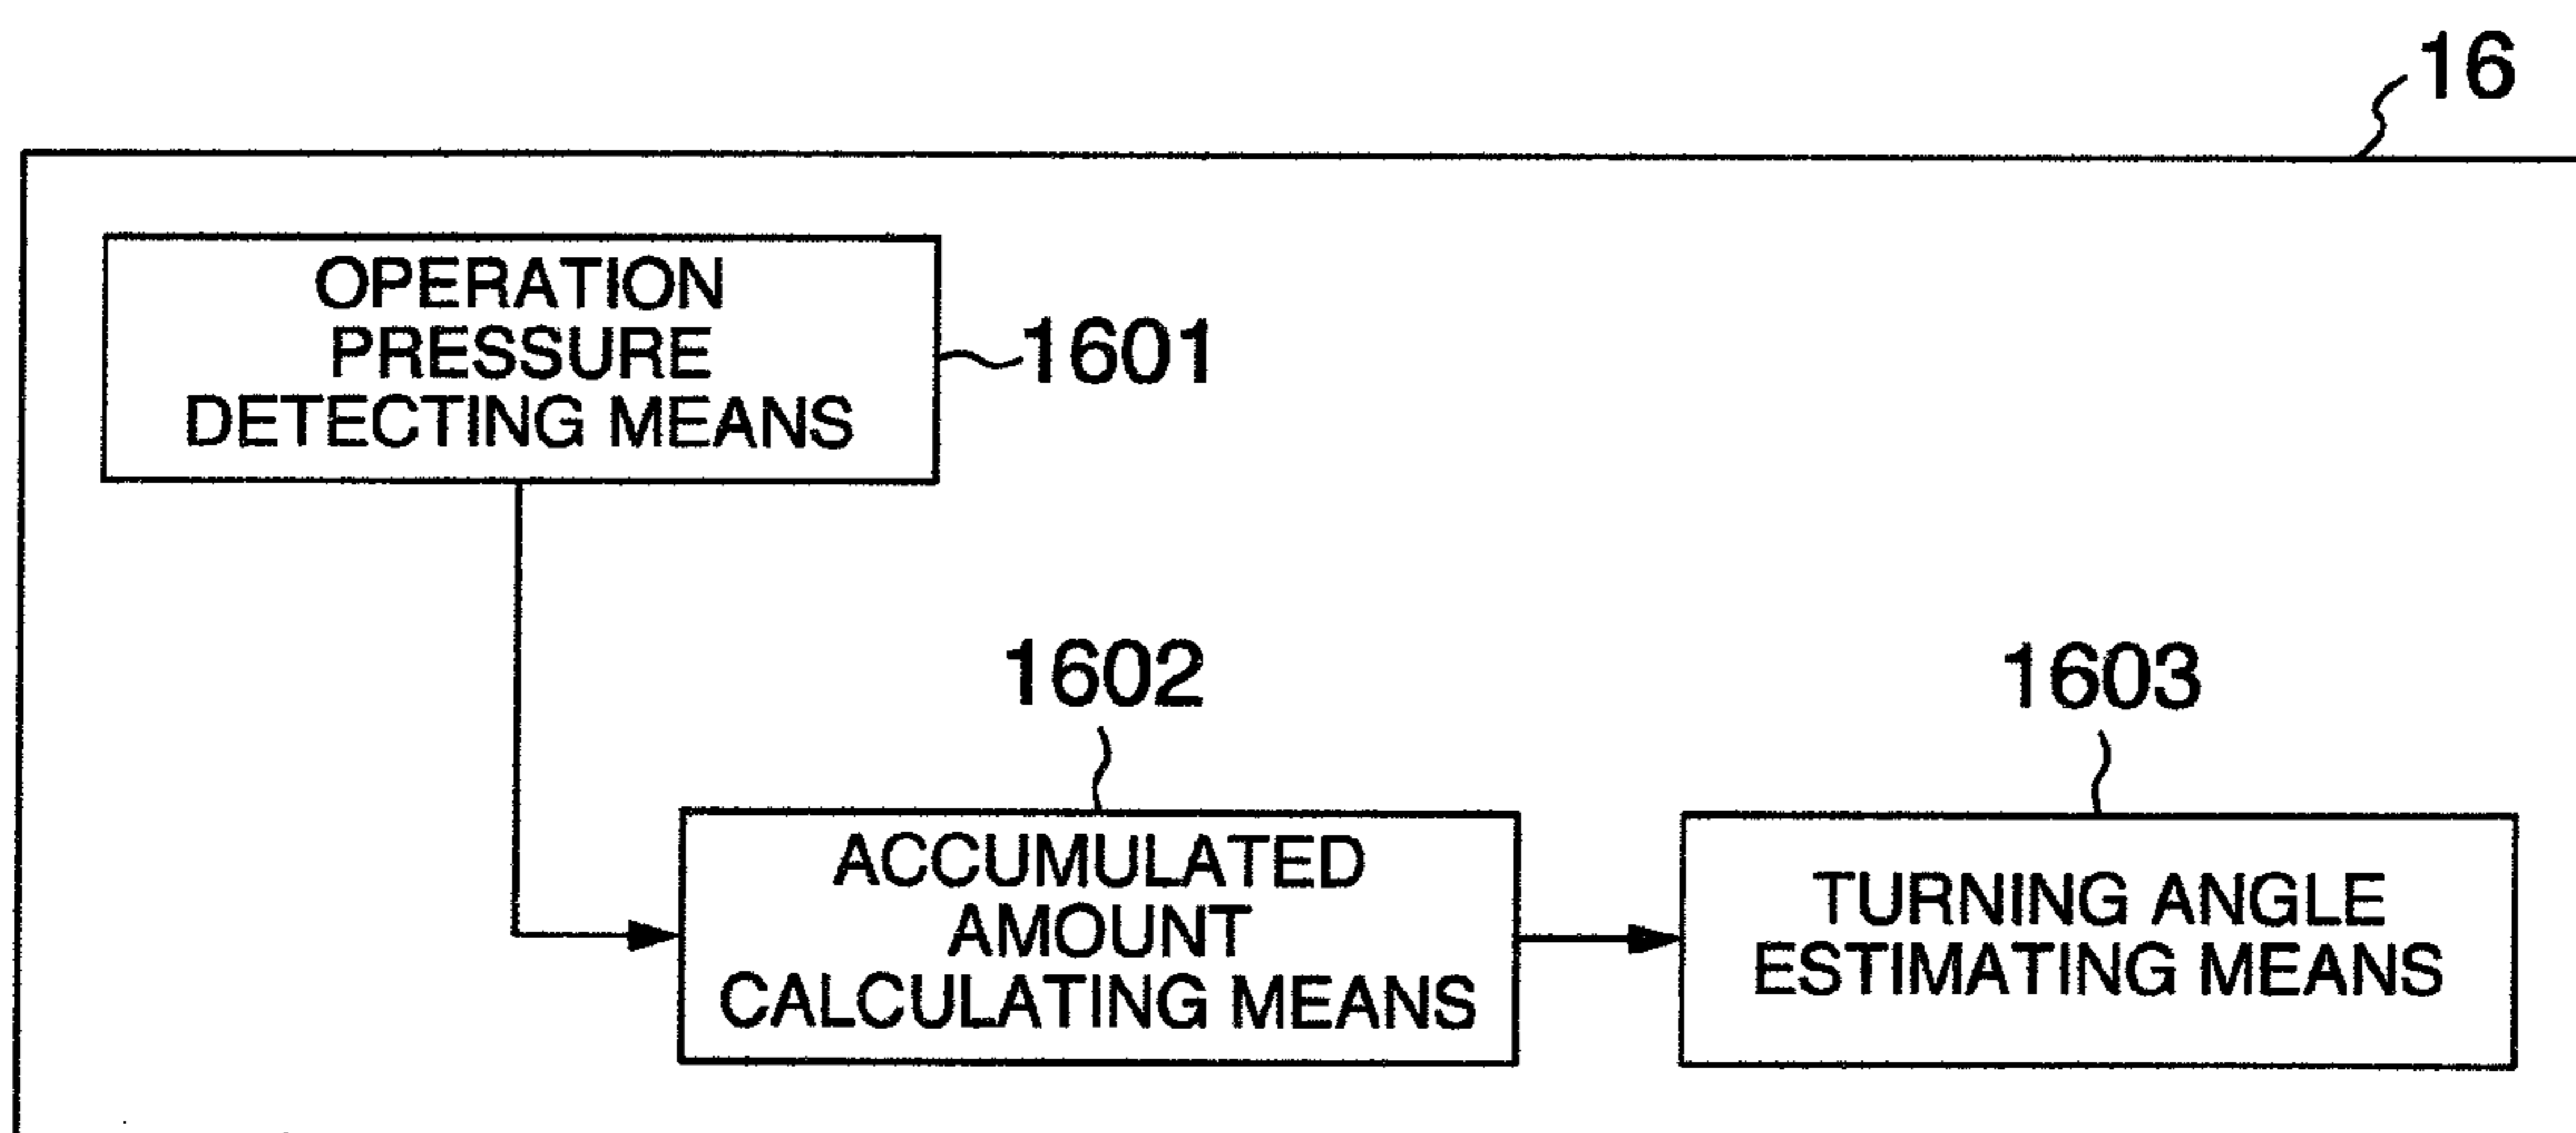 16
OPERATION
PRESSURE
DETECTING MEANS
1601
1602
ACCUMULATED
AMOUNT
CALCULATING MEANS
1603
TURNING ANGLE
ESTIMATING MEANS